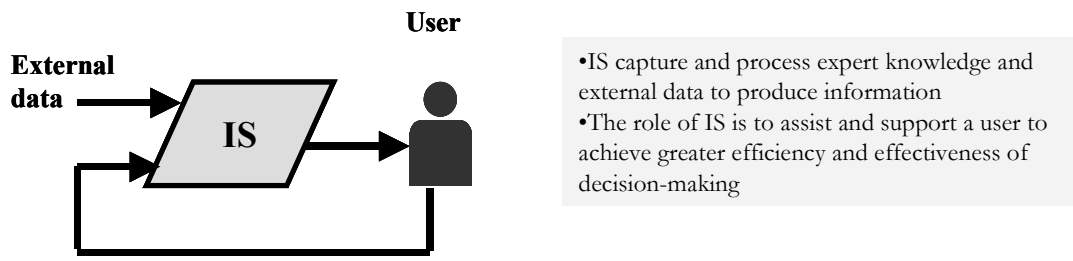 User
External
data
IS
•IS capture and process expert knowledge and
external data to produce information
•The role of IS is to assist and support a user to
achieve greater efficiency and effectiveness of
decision-making